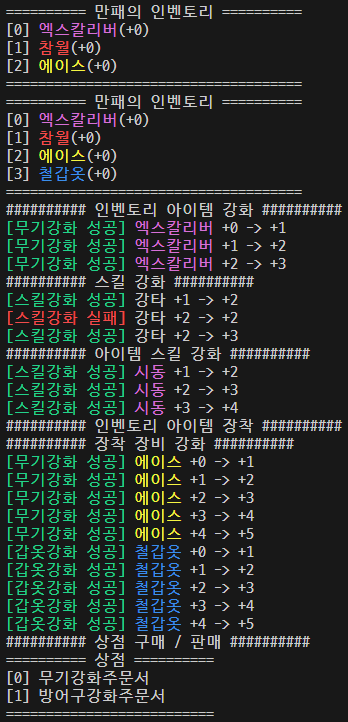 ========== 만패의 인벤토리 ==========
[0] 엑스칼리버(+0)
[1] 참월(+0)
[2] 에이스(+0)
=====================================
========== 만패의 인벤토리 ==========
[0] 엑스칼리버(+0)
[1] 참월(+0)
[2] 에이스(+0)
[3] 철갑옷(+0)
=====================================
########## 인벤토리 아이템 강화 ##########
[무기강화 성공] 엑스칼리버 +0 -> +1
[무기강화 성공] 엑스칼리버 +1 -> +2
[무기강화 성공] 엑스칼리버 +2 -> +3
########## 스킬 강화 ##########
[스킬강화 성공] 강타 +1 -> +2
[스킬강화 실패] 강타 +2 -> +2
[스킬강화 성공] 강타 +2 -> +3
########## 아이템 스킬 강화 ##########
[스킬강화 성공] 시동 +1 -> +2
[스킬강화 성공] 시동 +2 -> +3
[스킬강화 성공] 시동 +3 -> +4
########## 인벤토리 아이템 장착 ##########
########## 장착 장비 강화 ##########
[무기강화 성공] 에이스 +0 -> +1
[무기강화 성공] 에이스 +1 -> +2
[무기강화 성공] 에이스 +2 -> +3
[무기강화 성공] 에이스 +3 -> +4
[무기강화 성공] 에이스 +4 -> +5
[갑옷강화 성공] 철갑옷 +0 -> +1
[갑옷강화 성공] 철갑옷 +1 -> +2
[갑옷강화 성공] 철갑옷 +2 -> +3
[갑옷강화 성공] 철갑옷 +3 -> +4
[갑옷강화 성공] 철갑옷 +4 -> +5
########## 상점 구매 / 판매 ##########
========== 상점 ==========
[0] 무기강화주문서
[1] 방어구강화주문서
==========================